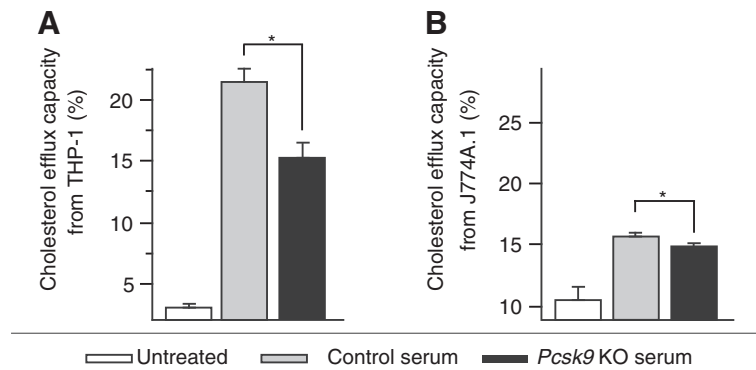 A
Cholesterol efflux capacity
from THP-1 (%)
20
15
10
5
*
B
Cholesterol efflux capacity
from J774A.1 (%)
25
20
15
10
*
Untreated
Control serum
Pcsk9 KO serum